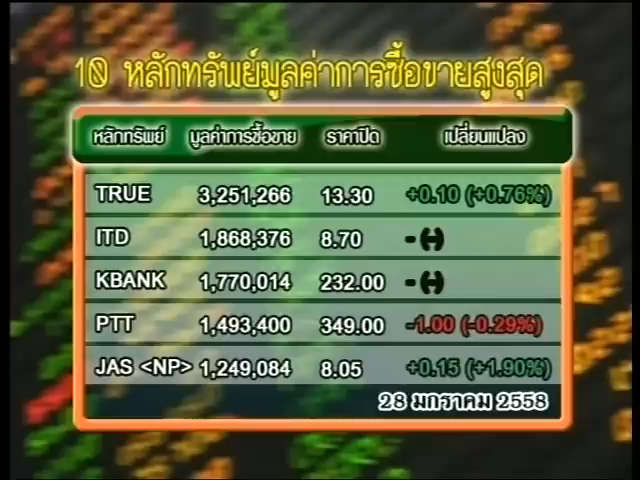 10 หลักทรัพย์มูลค่าการซื้อขายสูงสุด
หลักทรัพย์ มูลค่าการซื้อขาย ราคาปิด เปลี่ยนแปลง
TRUE 3,251,266 13.30 +0.10 (+0.76%)
ITD 1,868,376 8.70 - (-)
KBANK 1,770,014 232.00 - (-)
PTT 1,493,400 349.00 -1.00 (-0.29%)
JAS <NP> 1,249,084 8.05 +0.15 (+1.90%)
28 มกราคม 2558